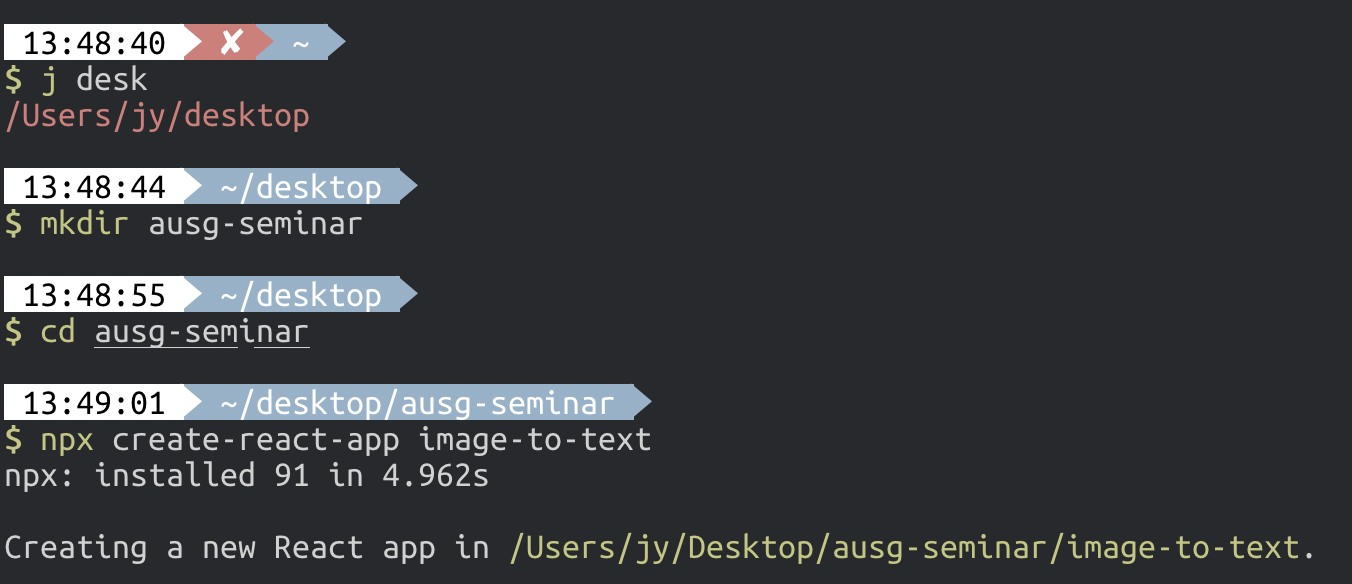 13:48:40 ✘ ~
$ j desk
/Users/jy/desktop
13:48:44 ~/desktop
$ mkdir ausg-seminar
13:48:55 ~/desktop
$ cd ausg-seminar
13:49:01 ~/desktop/ausg-seminar
$ npx create-react-app image-to-text
npx: installed 91 in 4.962s
Creating a new React app in /Users/jy/Desktop/ausg-seminar/image-to-text.